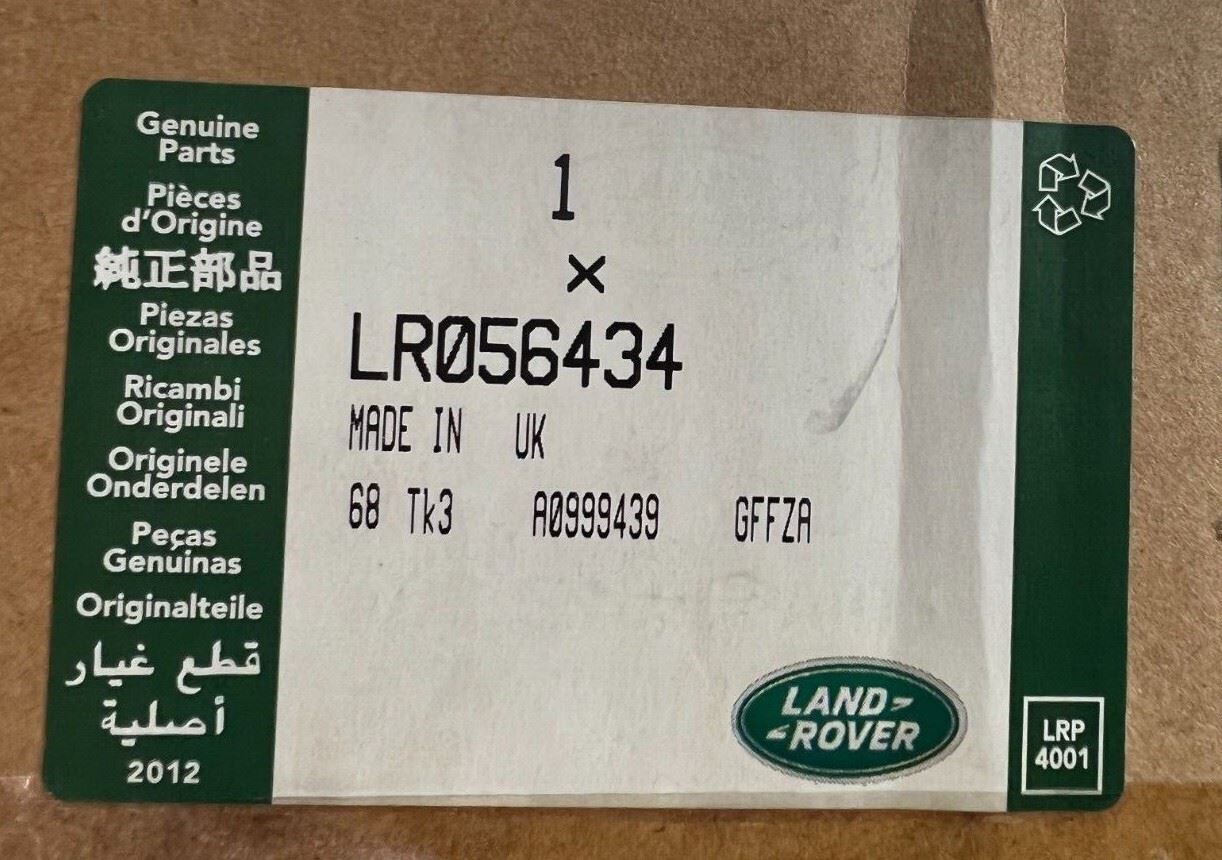 Genuine
Parts
Pièces
d'Origine
純正部品
Piezas
Originales
Ricambi
Originali
Originele
Onderdelen
Peças
Genuínas
Originalteile
قطع غيار
أصلية
2012
1
×
LR056434
MADE IN UK
68 Tk3 A0999439 GFFZA
LAND-
-ROVER
LRP
4001